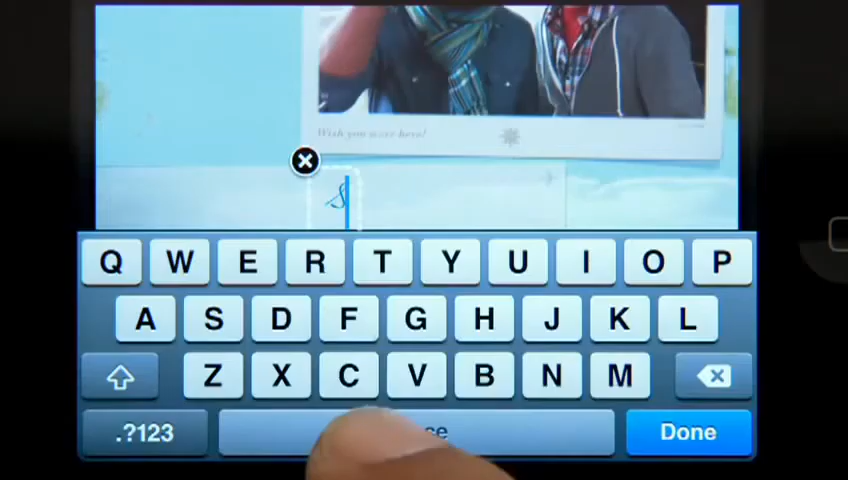 Wish you were here!
S
Q W E R T Y U I O P
A S D F G H J K L
Z X C V B N M
.?123 Done